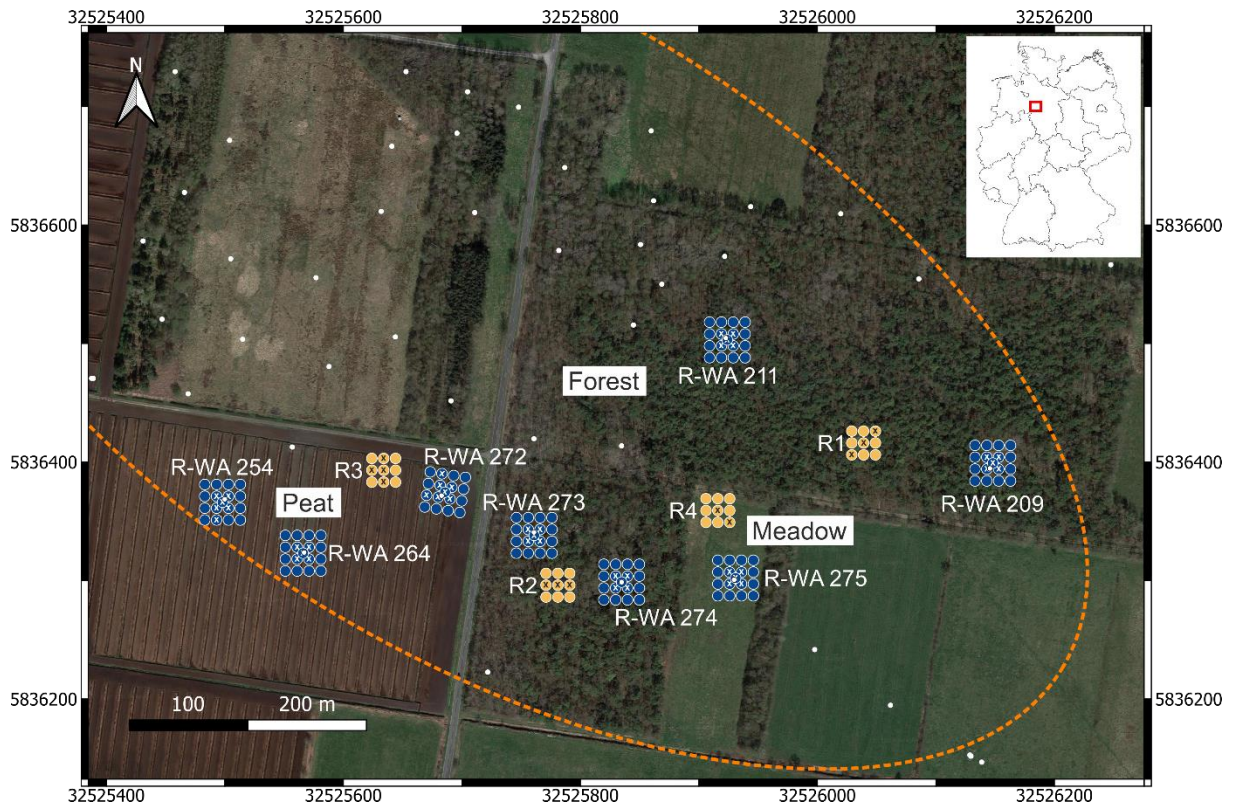 32525400 32525600 32525800 32526000 32526200
N
5836600 5836600
R-WA 211
Forest
R1
R-WA 254
R3
R-WA 272
5836400 5836400
R-WA 273
R4
R-WA 209
Peat
Meadow
R-WA 264
R2
R-WA 275
R-WA 274
5836200 5836200
100 200 m
32525400 32525600 32525800 32526000 32526200